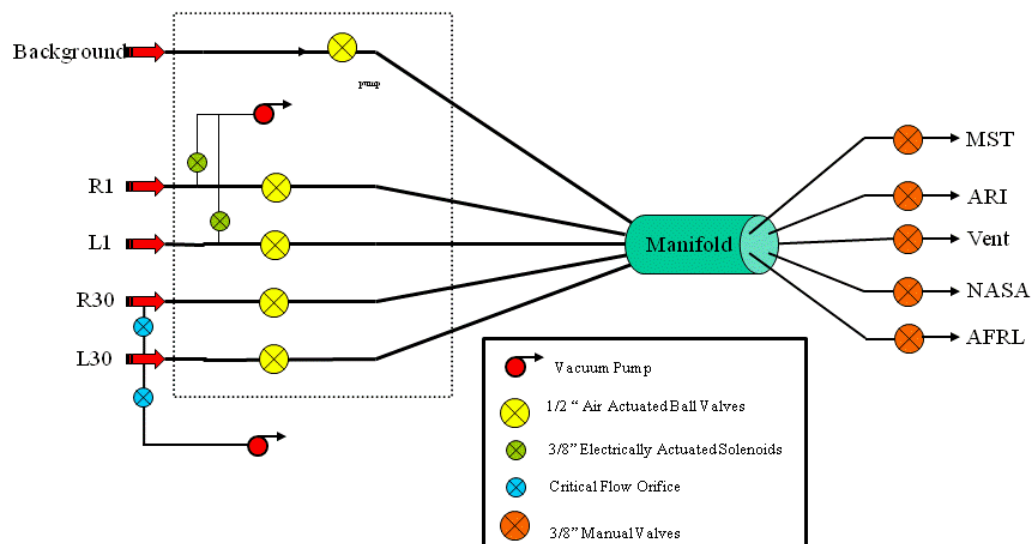 Background
pump
R1
L1
R30
L30
Manifold
MST
ARI
Vent
NASA
AFRL
Vacuum Pump
1/2 “ Air Actuated Ball Valves
3/8” Electrically Actuated Solenoids
Critical Flow Orifice
3/8” Manual Valves